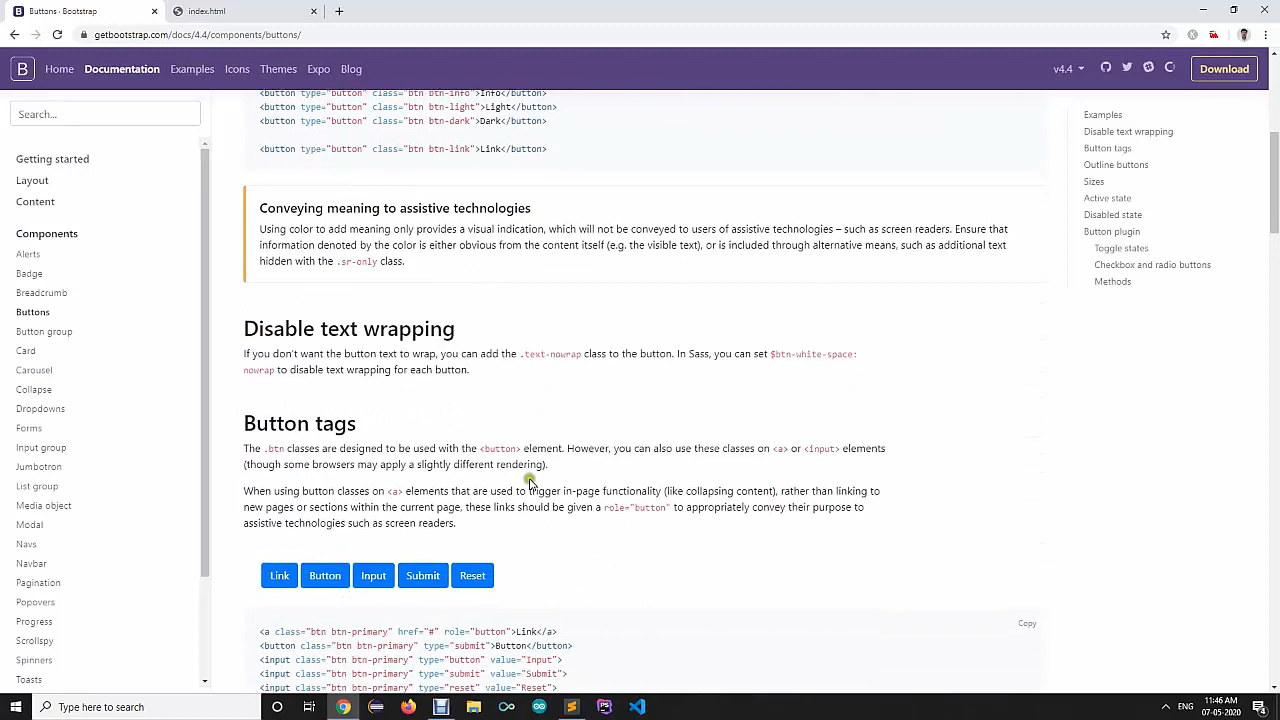 Buttons · Bootstrap
index.html
getbootstrap.com/docs/4.4/components/buttons/
B Home Documentation Examples Icons Themes Expo Blog v4.4 Download
Search...
Getting started
Layout
Content
Components
Alerts
Badge
Breadcrumb
Buttons
Button group
Card
Carousel
Collapse
Dropdowns
Forms
Input group
Jumbotron
List group
Media object
Modal
Navs
Navbar
Pagination
Popovers
Progress
Scrollspy
Spinners
Toasts
<button type="button" class="btn btn-info">Info</button>
<button type="button" class="btn btn-light">Light</button>
<button type="button" class="btn btn-dark">Dark</button>
<button type="button" class="btn btn-link">Link</button>
Conveying meaning to assistive technologies
Using color to add meaning only provides a visual indication, which will not be conveyed to users of assistive technologies – such as screen readers. Ensure that
information denoted by the color is either obvious from the content itself (e.g. the visible text), or is included through alternative means, such as additional text
hidden with the .sr-only class.
Disable text wrapping
If you don't want the button text to wrap, you can add the .text-nowrap class to the button. In Sass, you can set $btn-white-space:
nowrap to disable text wrapping for each button.
Button tags
The .btn classes are designed to be used with the <button> element. However, you can also use these classes on <a> or <input> elements
(though some browsers may apply a slightly different rendering).
When using button classes on <a> elements that are used to trigger in-page functionality (like collapsing content), rather than linking to
new pages or sections within the current page, these links should be given a role="button" to appropriately convey their purpose to
assistive technologies such as screen readers.
Link Button Input Submit Reset
Copy
<a class="btn btn-primary" href="#" role="button">Link</a>
<button class="btn btn-primary" type="submit">Button</button>
<input class="btn btn-primary" type="button" value="Input">
<input class="btn btn-primary" type="submit" value="Submit">
<input class="btn btn-primary" type="reset" value="Reset">
Examples
Disable text wrapping
Button tags
Outline buttons
Sizes
Active state
Disabled state
Button plugin
Toggle states
Checkbox and radio buttons
Methods
Type here to search
ENG
11:46 AM
07-05-2020